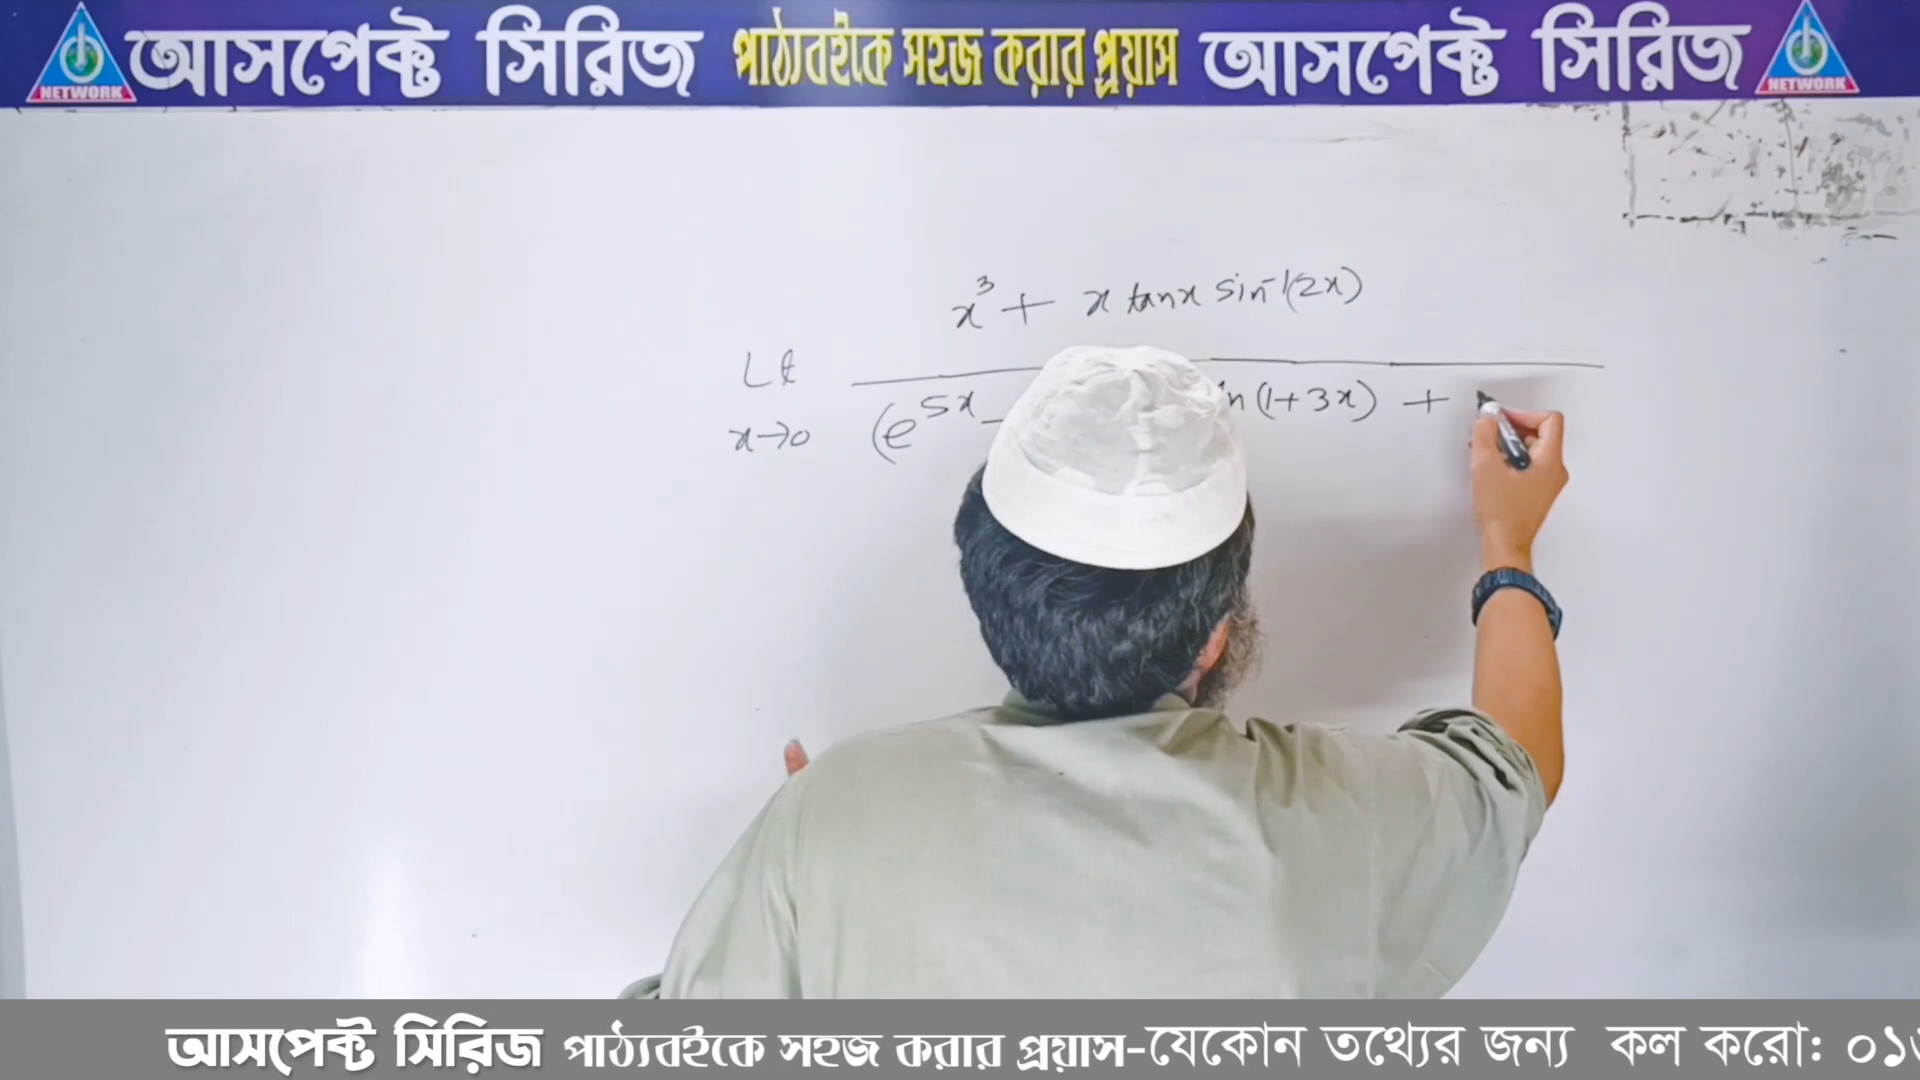 আসপেক্ট সিরিজ পাঠ্যবইকে সহজ করার প্রয়াস আসপেক্ট সিরিজ
NETWORK NETWORK
x³ + x tanx sin⁻¹(2x)
Lt
x→0 (e^5x - n(1+3x) +
আসপেক্ট সিরিজ পাঠ্যবইকে সহজ করার প্রয়াস-যেকোন তথ্যের জন্য কল করো: ০১